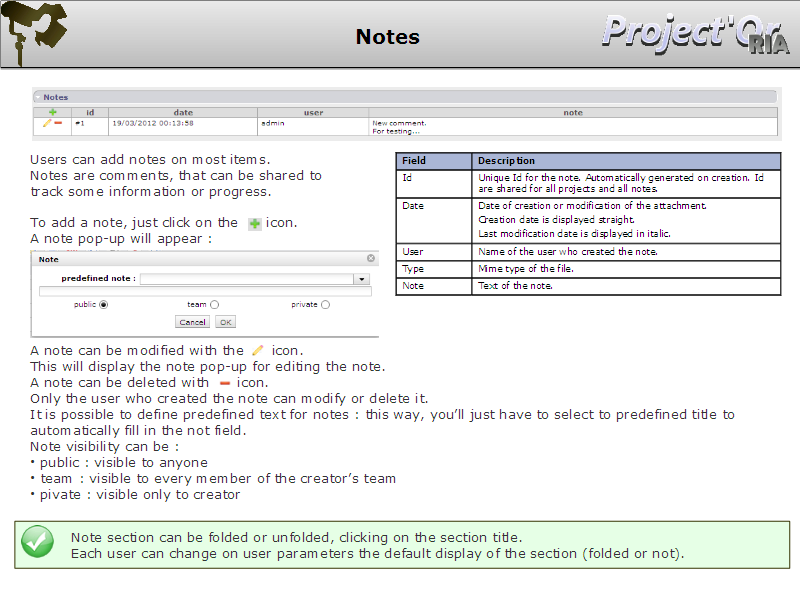 Notes
Project'Or
RIA
Notes
id date user note
#1 19/03/2012 00:13:58 admin New comment.
For testing...
Users can add notes on most items.
Notes are comments, that can be shared to
track some information or progress.
To add a note, just click on the icon.
A note pop-up will appear :
Note
predefined note :
public team private
Cancel OK
Field Description
Id Unique Id for the note. Automatically generated on creation. Id
are shared for all projects and all notes.
Date Date of creation or modification of the attachment.
Creation date is displayed straight.
Last modification date is displayed in italic.
User Name of the user who created the note.
Type Mime type of the file.
Note Text of the note.
A note can be modified with the icon.
This will display the note pop-up for editing the note.
A note can be deleted with icon.
Only the user who created the note can modify or delete it.
It is possible to define predefined text for notes : this way, you’ll just have to select to predefined title to
automatically fill in the not field.
Note visibility can be :
• public : visible to anyone
• team : visible to every member of the creator’s team
• pivate : visible only to creator
Note section can be folded or unfolded, clicking on the section title.
Each user can change on user parameters the default display of the section (folded or not).